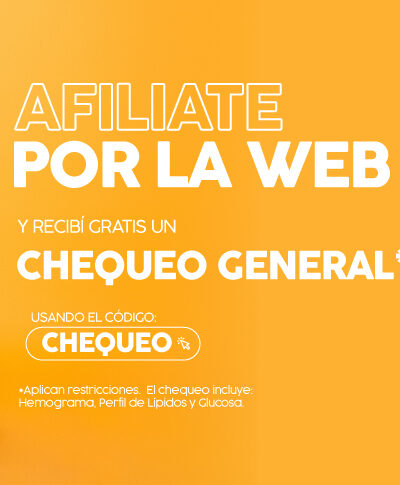 AFILIATE
POR LA WEB
Y RECIBÍ GRATIS UN
CHEQUEO GENERAL*
USANDO EL CÓDIGO:
CHEQUEO
*Aplican restricciones. El chequeo incluye:
Hemograma, Perfil de Lípidos y Glucosa.